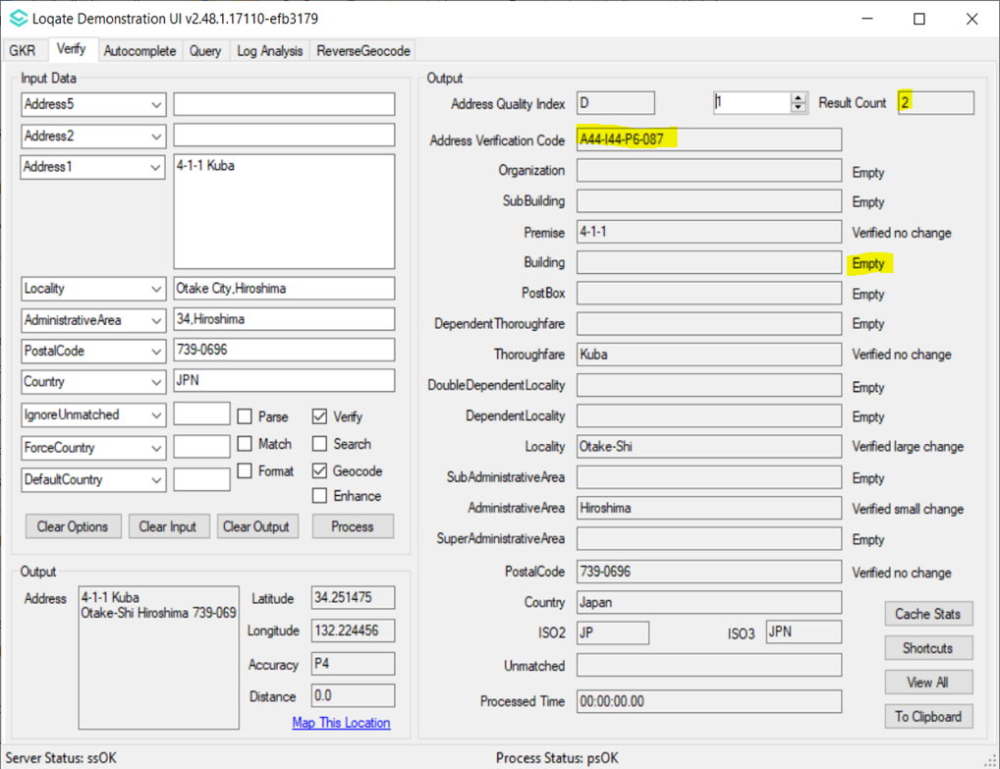 Loqate Demonstration UI v2.48.1.17110-efb3179
GKR Verify Autocomplete Query Log Analysis ReverseGeocode
Input Data
Address5
Address2
Address1 4-1-1 Kuba
Locality Otake City,Hiroshima
AdministrativeArea 34,Hiroshima
PostalCode 739-0696
Country JPN
IgnoreUnmatched Parse Verify
ForceCountry Match Search
DefaultCountry Format Geocode
Enhance
Clear Options Clear Input Clear Output Process
Output
Address 4-1-1 Kuba
Otake-Shi Hiroshima 739-069
Latitude 34.251475
Longitude 132.224456
Accuracy P4
Distance 0.0
Map This Location
Output
Address Quality Index D 1 Result Count 2
Address Verification Code A44-I44-P6-087
Organization Empty
SubBuilding Empty
Premise 4-1-1 Verified no change
Building Empty
PostBox Empty
DependentThoroughfare Empty
Thoroughfare Kuba Verified no change
DoubleDependentLocality Empty
DependentLocality Empty
Locality Otake-Shi Verified large change
SubAdministrativeArea Empty
AdministrativeArea Hiroshima Verified small change
SuperAdministrativeArea Empty
PostalCode 739-0696 Verified no change
Country Japan
ISO2 JP ISO3 JPN
Unmatched
Processed Time 00:00:00.00
Cache Stats
Shortcuts
View All
To Clipboard
Server Status: ssOK Process Status: psOK